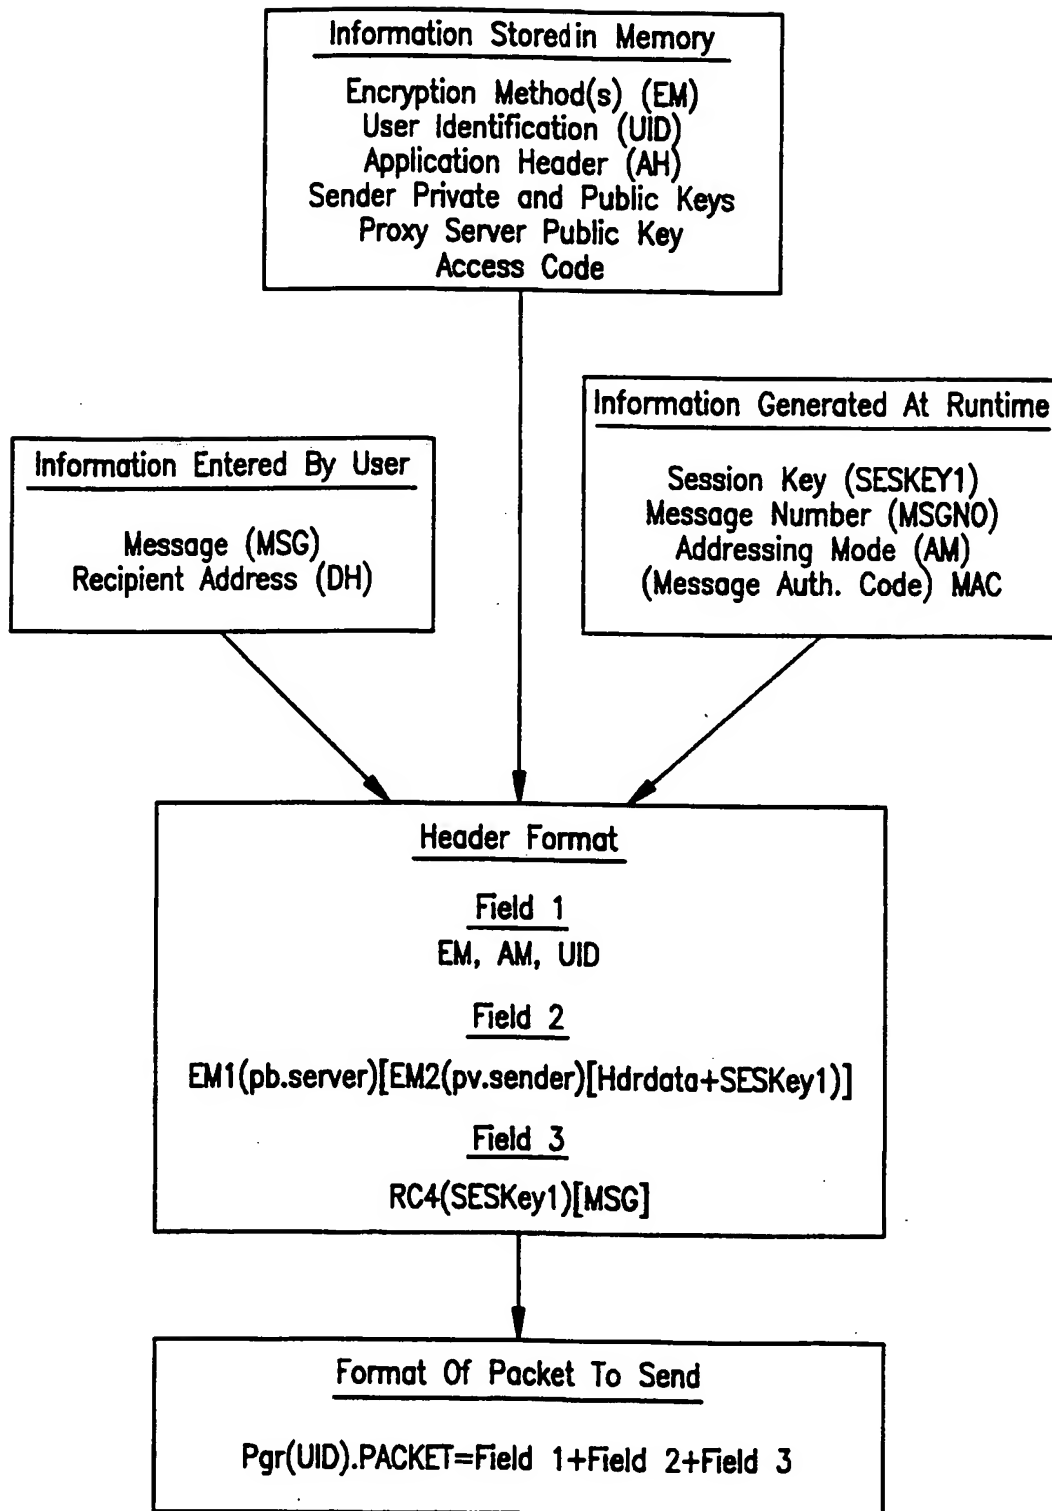 Information Stored in Memory
Encryption Method(s) (EM)
User Identification (UID)
Application Header (AH)
Sender Private and Public Keys
Proxy Server Public Key
Access Code
Information Generated At Runtime
Session Key (SESKEY1)
Message Number (MSGNO)
Addressing Mode (AM)
(Message Auth. Code) MAC
Information Entered By User
Message (MSG)
Recipient Address (DH)
Header Format
Field 1
EM, AM, UID
Field 2
EM1(pb.server)[EM2(pv.sender)[Hdrdata+SESKey1)]
Field 3
RC4(SESKey1)[MSG]
Format Of Packet To Send
Pgr(UID).PACKET=Field 1+Field 2+Field 3